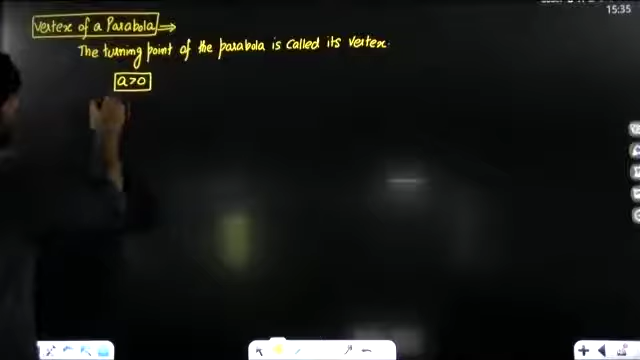 Vertex of a Parabola ⇒
The turning point of the parabola is called its vertex.
a>0
15:35